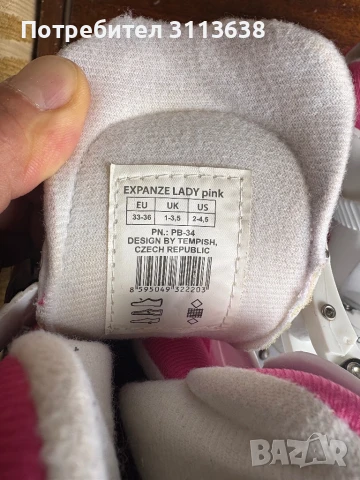 Потребител 3113638
EXPANZE LADY pink
EU UK US
33-36 1-3,5 2-4,5
PN.: PB-34
DESIGN BY TEMPISH,
CZECH REPUBLIC
8 595049 322203
BAZAR